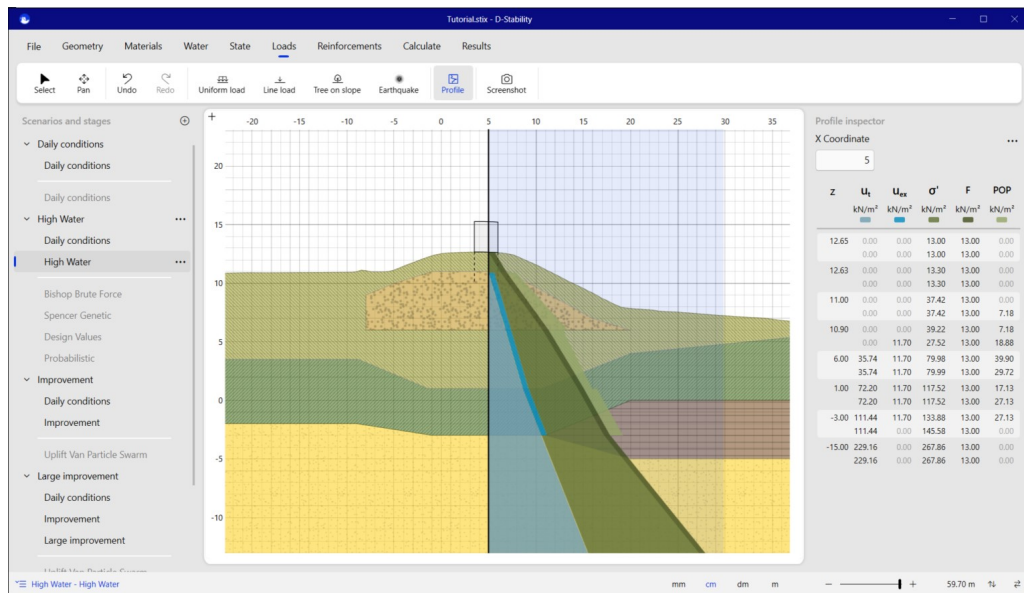 Tutorial.stix - D-Stability
File Geometry Materials Water State Loads Reinforcements Calculate Results
Select Pan Undo Redo Uniform load Line load Tree on slope Earthquake Profile Screenshot
Scenarios and stages
Daily conditions
Daily conditions
Daily conditions
High Water
Daily conditions
High Water
Bishop Brute Force
Spencer Genetic
Design Values
Probabilistic
Improvement
Daily conditions
Improvement
Uplift Van Particle Swarm
Large improvement
Daily conditions
Improvement
Large improvement
Uplift Van Particle Swarm
-20 -15 -10 -5 0 5 10 15 20 25 30 35
20
15
10
5
0
-5
-10
Profile inspector
X Coordinate
5
z ut uex σ' F POP
kN/m² kN/m² kN/m² kN/m² kN/m²
12.65 0.00 0.00 13.00 13.00 0.00
0.00 0.00 13.00 13.00 0.00
12.63 0.00 0.00 13.30 13.00 0.00
0.00 0.00 13.30 13.00 0.00
11.00 0.00 0.00 37.42 13.00 0.00
0.00 0.00 37.42 13.00 7.18
10.90 0.00 0.00 39.22 13.00 7.18
0.00 11.70 27.52 13.00 18.88
6.00 35.74 11.70 79.98 13.00 39.90
35.74 11.70 79.99 13.00 29.72
1.00 72.20 11.70 117.52 13.00 17.13
72.20 11.70 117.52 13.00 27.13
-3.00 111.44 11.70 133.88 13.00 27.13
111.44 0.00 145.58 13.00 0.00
-15.00 229.16 0.00 267.86 13.00 0.00
229.16 0.00 267.86 13.00 0.00
High Water - High Water
mm cm dm m
59.70 m